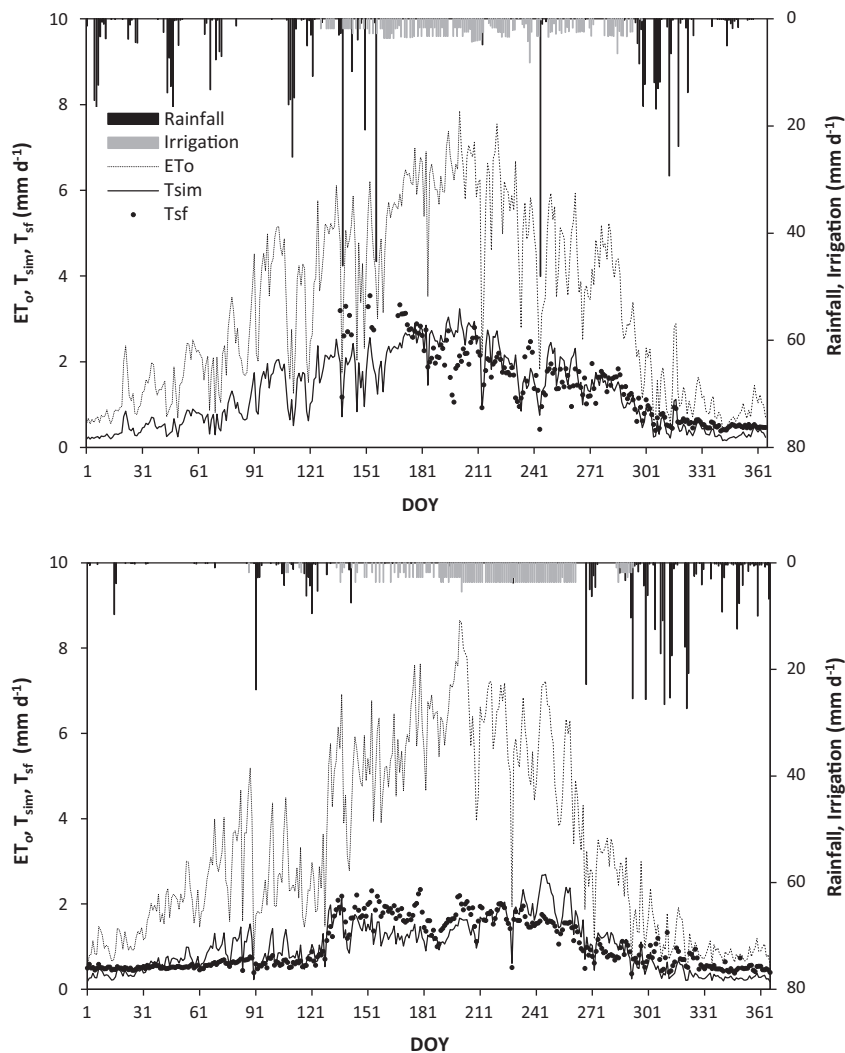 10
8
6
4
2
0
0
20
40
60
80
ETo, Tsim, Tsf (mm d-1)
Rainfall, Irrigation (mm d-1)
Rainfall
Irrigation
ETo
Tsim
Tsf
1 31 61 91 121 151 181 211 241 271 301 331 361
DOY
10
8
6
4
2
0
0
20
40
60
80
ETo, Tsim, Tsf (mm d-1)
Rainfall, Irrigation (mm d-1)
1 31 61 91 121 151 181 211 241 271 301 331 361
DOY